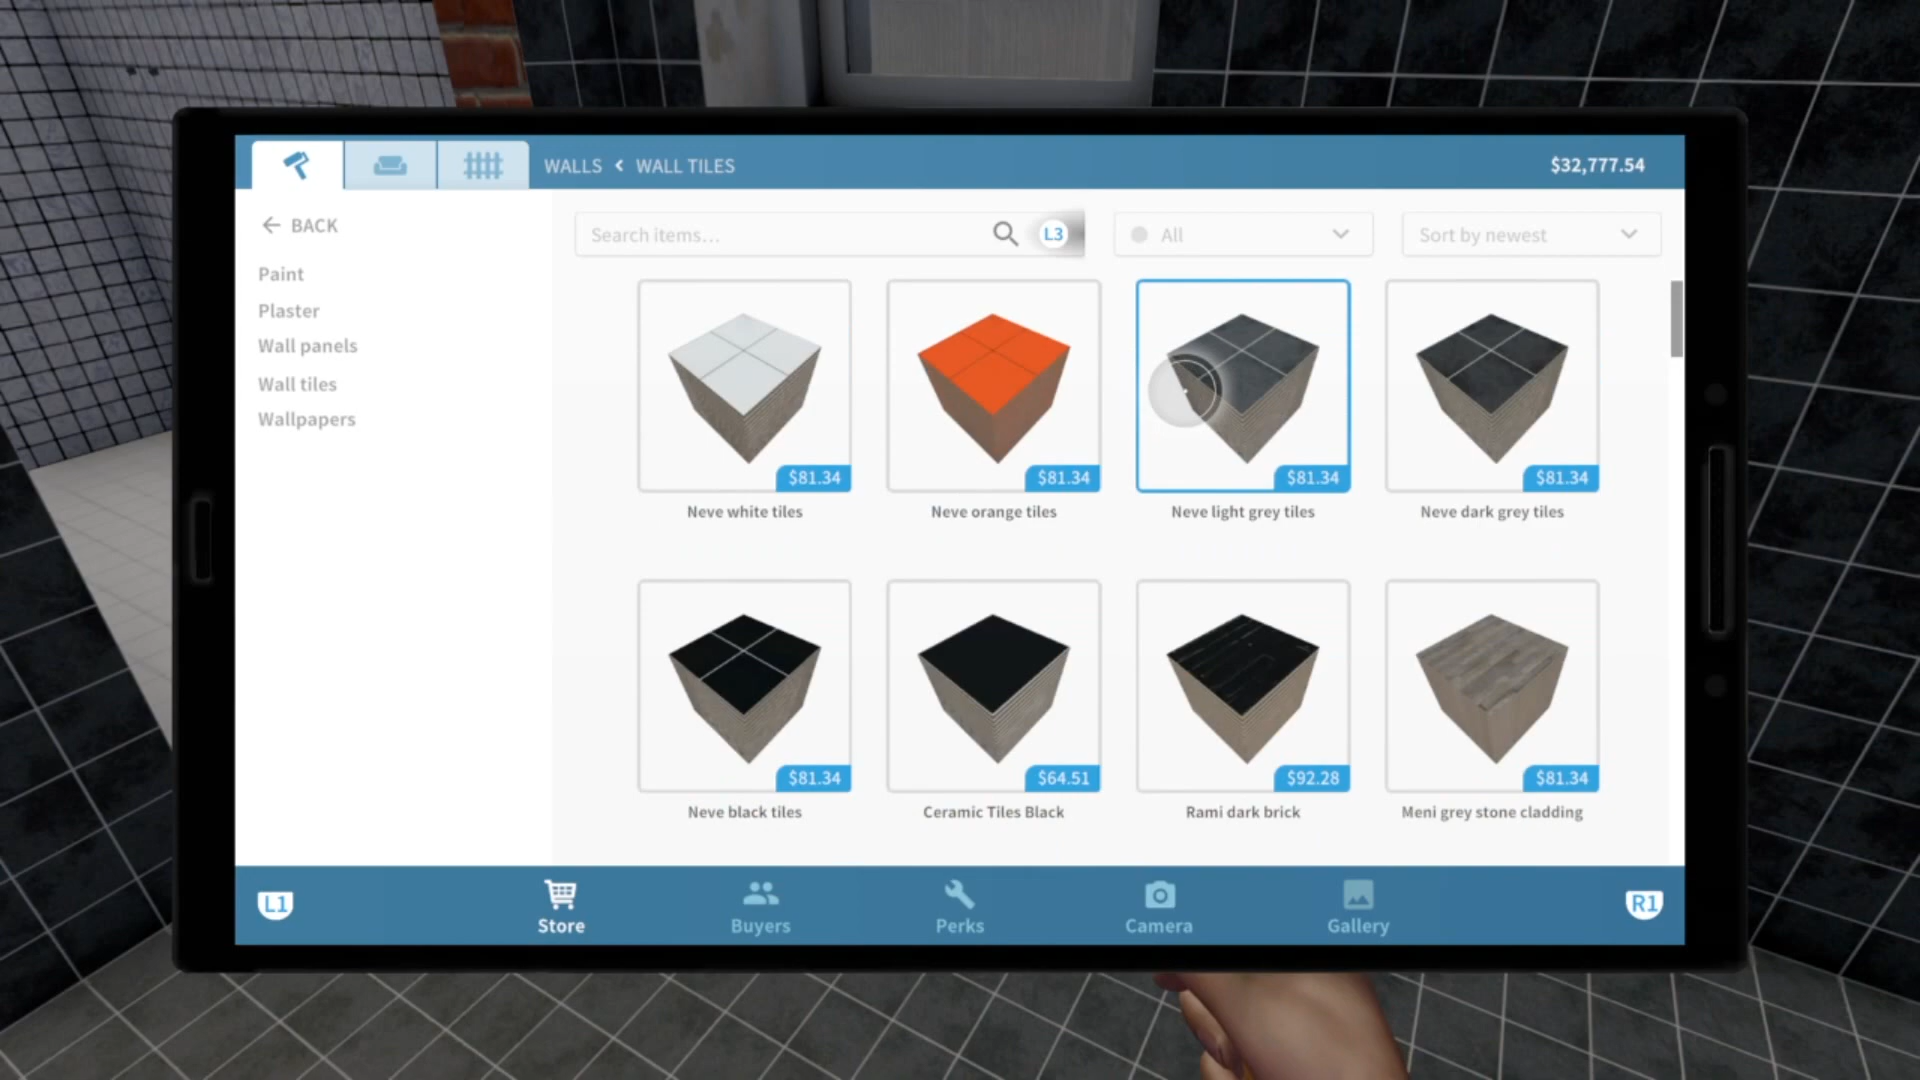 WALLS < WALL TILES
$32,777.54
BACK
Paint
Plaster
Wall panels
Wall tiles
Wallpapers
Search items...
L3
All
Sort by newest
$81.34
$81.34
$81.34
$81.34
Neve white tiles
Neve orange tiles
Neve light grey tiles
Neve dark grey tiles
$81.34
$64.51
$92.28
$81.34
Neve black tiles
Ceramic Tiles Black
Rami dark brick
Meni grey stone cladding
L1
Store
Buyers
Perks
Camera
Gallery
R1